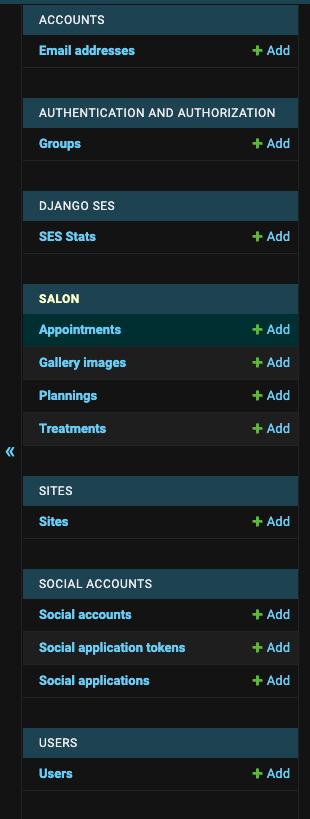 ACCOUNTS
Email addresses + Add
AUTHENTICATION AND AUTHORIZATION
Groups + Add
DJANGO SES
SES Stats + Add
SALON
Appointments + Add
Gallery images + Add
Plannings + Add
Treatments + Add
«
SITES
Sites + Add
SOCIAL ACCOUNTS
Social accounts + Add
Social application tokens + Add
Social applications + Add
USERS
Users + Add